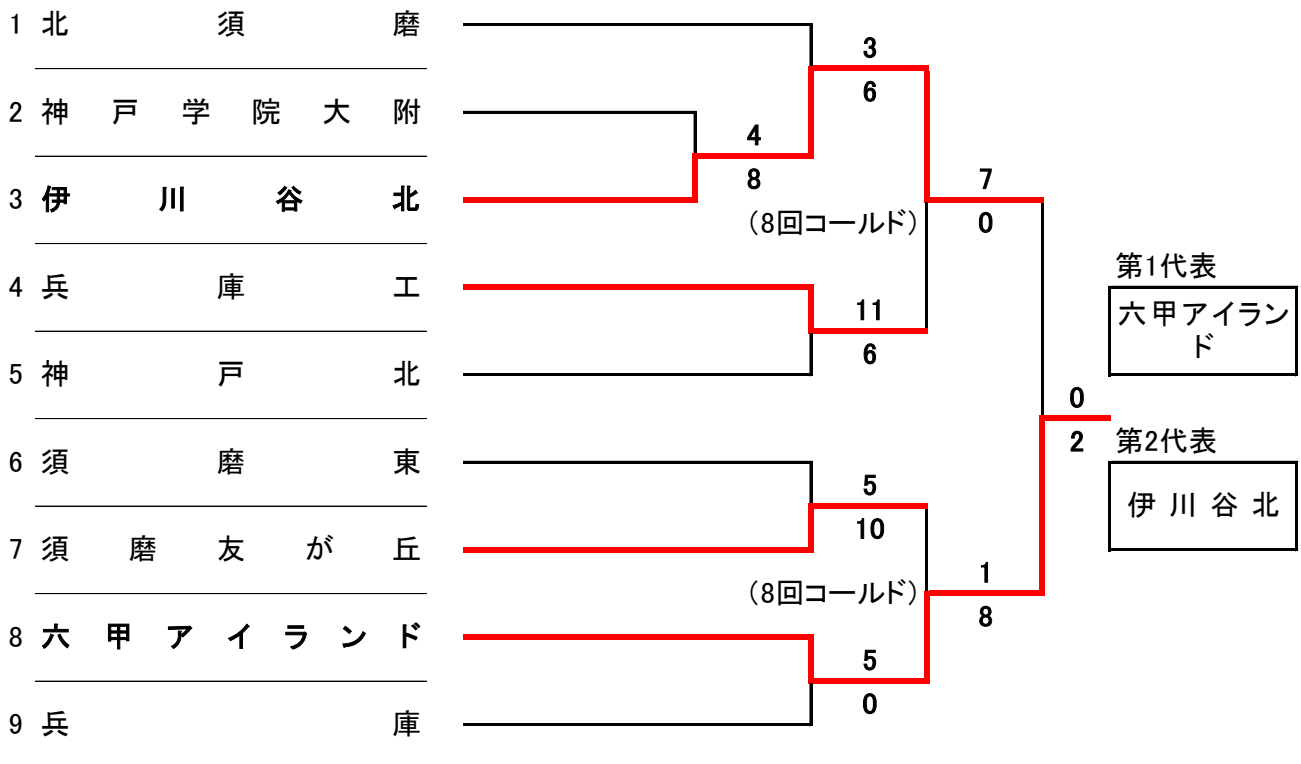 1 北須磨
2 神戸学院大附
3 伊川谷北
4 兵庫工
5 神戸北
6 須磨東
7 須磨友が丘
8 六甲アイランド
9 兵庫
3
6
4
8
(8回コールド)
7
0
11
6
5
10
(8回コールド)
1
8
5
0
0
2
第1代表
六甲アイラン
ド
第2代表
伊川谷北